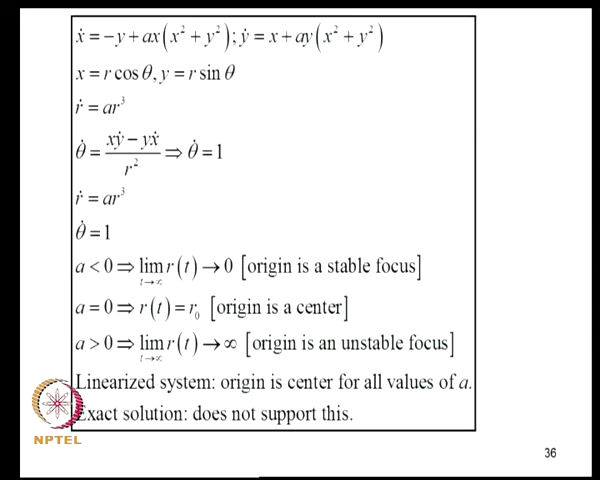 ẋ = −y + ax(x² + y²); ẏ = x + ay(x² + y²)
x = r cos θ, y = r sin θ
ṙ = ar³
θ̇ = (xẏ − yẋ)/r² ⇒ θ̇ = 1
ṙ = ar³
θ̇ = 1
a < 0 ⇒ lim t→∞ r(t) → 0 [origin is a stable focus]
a = 0 ⇒ r(t) = r₀ [origin is a center]
a > 0 ⇒ lim t→∞ r(t) → ∞ [origin is an unstable focus]
Linearized system: origin is center for all values of a.
Exact solution: does not support this.
NPTEL
36